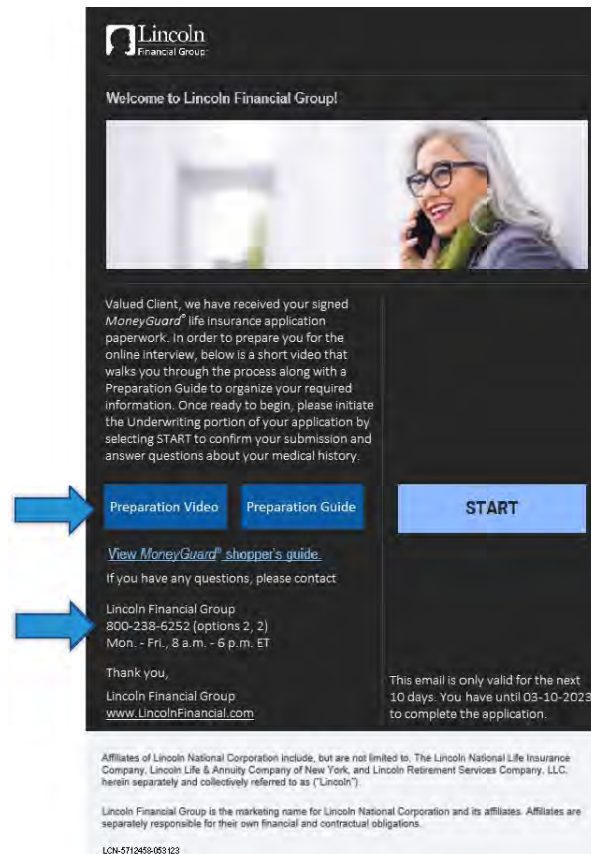 Lincoln
Financial Group®
Welcome to Lincoln Financial Group!
Valued Client, we have received your signed
MoneyGuard® life insurance application
paperwork. In order to prepare you for the
online interview, below is a short video that
walks you through the process along with a
Preparation Guide to organize your required
information. Once ready to begin, please initiate
the Underwriting portion of your application by
selecting START to confirm your submission and
answer questions about your medical history.
Preparation Video
Preparation Guide
START
View MoneyGuard® shopper's guide.
If you have any questions, please contact
Lincoln Financial Group
800-238-6252 (options 2, 2)
Mon. - Fri., 8 a.m. - 6 p.m. ET
Thank you,
Lincoln Financial Group
www.LincolnFinancial.com
This email is only valid for the next
10 days. You have until 03-10-2023
to complete the application.
Affiliates of Lincoln National Corporation include, but are not limited to, The Lincoln National Life Insurance
Company, Lincoln Life & Annuity Company of New York, and Lincoln Retirement Services Company, LLC,
herein separately and collectively referred to as ("Lincoln").
Lincoln Financial Group is the marketing name for Lincoln National Corporation and its affiliates. Affiliates are
separately responsible for their own financial and contractual obligations.
LCN-5712458-053123